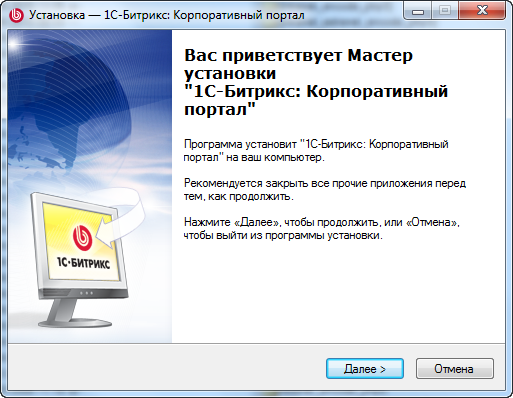 Установка — 1С-Битрикс: Корпоративный портал
Вас приветствует Мастер
установки
"1С-Битрикс: Корпоративный
портал"
Программа установит "1С-Битрикс: Корпоративный
портал" на ваш компьютер.
Рекомендуется закрыть все прочие приложения перед
тем, как продолжить.
Нажмите «Далее», чтобы продолжить, или «Отмена»,
чтобы выйти из программы установки.
1С·БИТРИКС
Далее >
Отмена